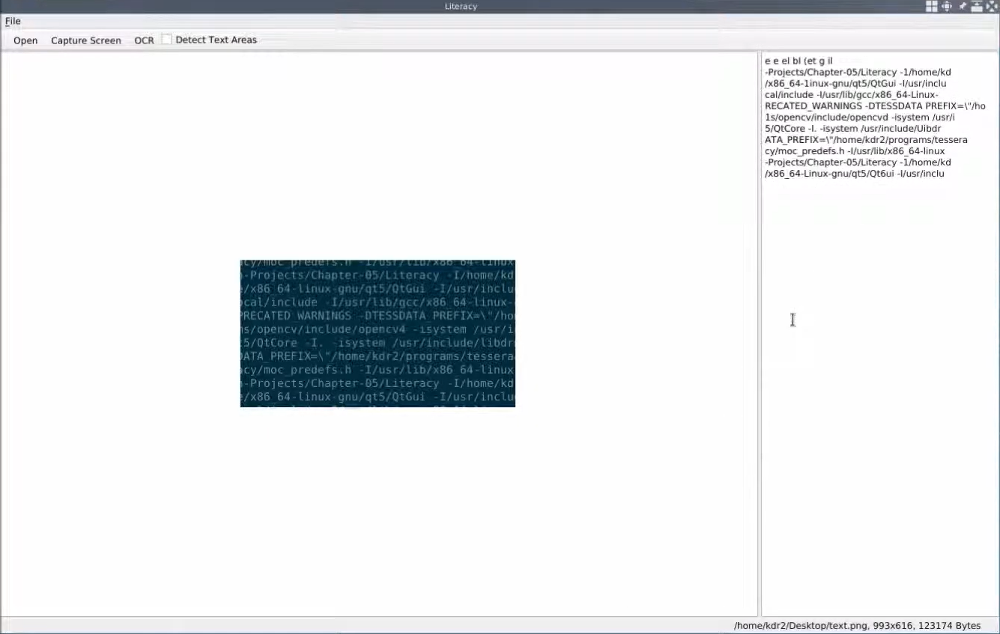 Literacy
File
Open Capture Screen OCR Detect Text Areas
cy/moc_predefs.h -I/usr/lib/x86_64-linux
-Projects/Chapter-05/Literacy -I/home/kd
/x86_64-linux-gnu/qt5/QtGui -I/usr/inclu
cal/include -I/usr/lib/gcc/x86_64-linux-
RECATED_WARNINGS -DTESSDATA_PREFIX=\"/ho
s/opencv/include/opencv4 -isystem /usr/i
5/QtCore -I. -isystem /usr/include/libdr
ATA_PREFIX=\"/home/kdr2/programs/tessera
cy/moc_predefs.h -I/usr/lib/x86_64-linux
-Projects/Chapter-05/Literacy -I/home/kd
/x86_64-linux-gnu/qt5/QtGui -I/usr/inclu
e e el bl (et g il
-Projects/Chapter-05/Literacy -1/home/kd
/x86_64-1inux-gnu/qt5/QtGui -I/usr/inclu
cal/include -I/usr/lib/gcc/x86_64-Linux-
RECATED_WARNINGS -DTESSDATA PREFIX=\"/ho
1s/opencv/include/opencvd -isystem /usr/i
5/QtCore -I. -isystem /usr/include/Uibdr
ATA_PREFIX=\"/home/kdr2/programs/tessera
cy/moc_predefs.h -I/usr/lib/x86_64-linux
-Projects/Chapter-05/Literacy -1/home/kd
/x86_64-Linux-gnu/qt5/Qt6ui -I/usr/inclu
/home/kdr2/Desktop/text.png, 993x616, 123174 Bytes